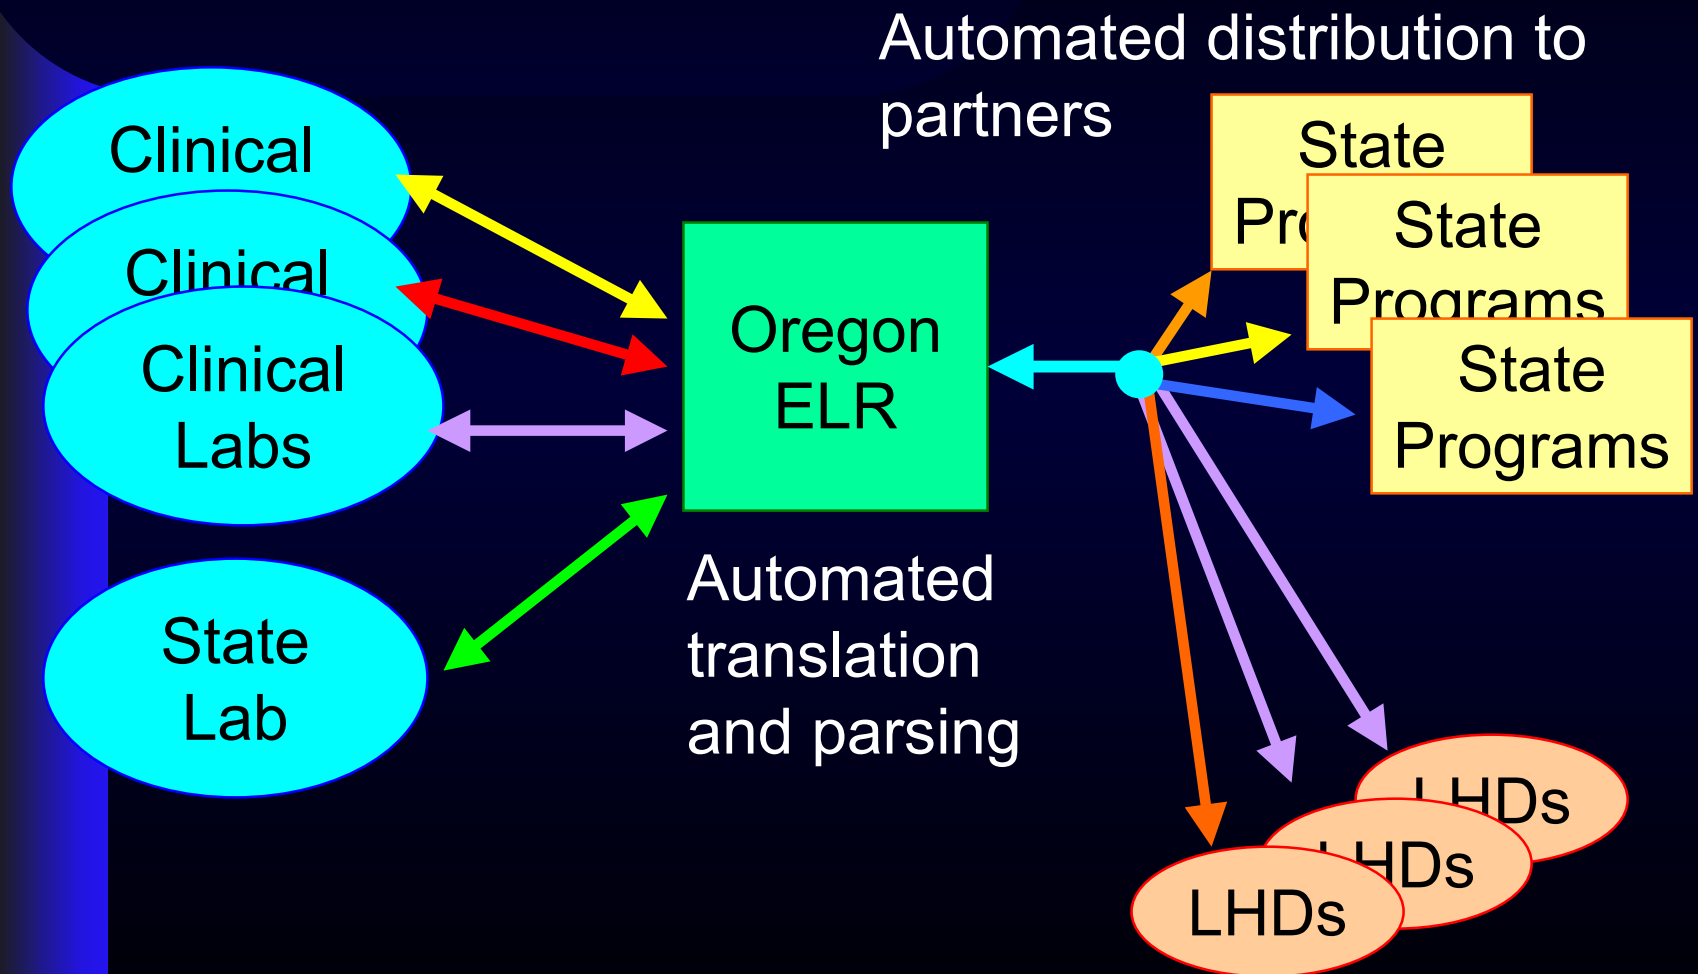 Automated distribution to
partners
Clinical
Clinical
Clinical
Labs
State
Lab
Oregon
ELR
Automated
translation
and parsing
State
State
Programs
State
Programs
LHDs
LHDs
LHDs